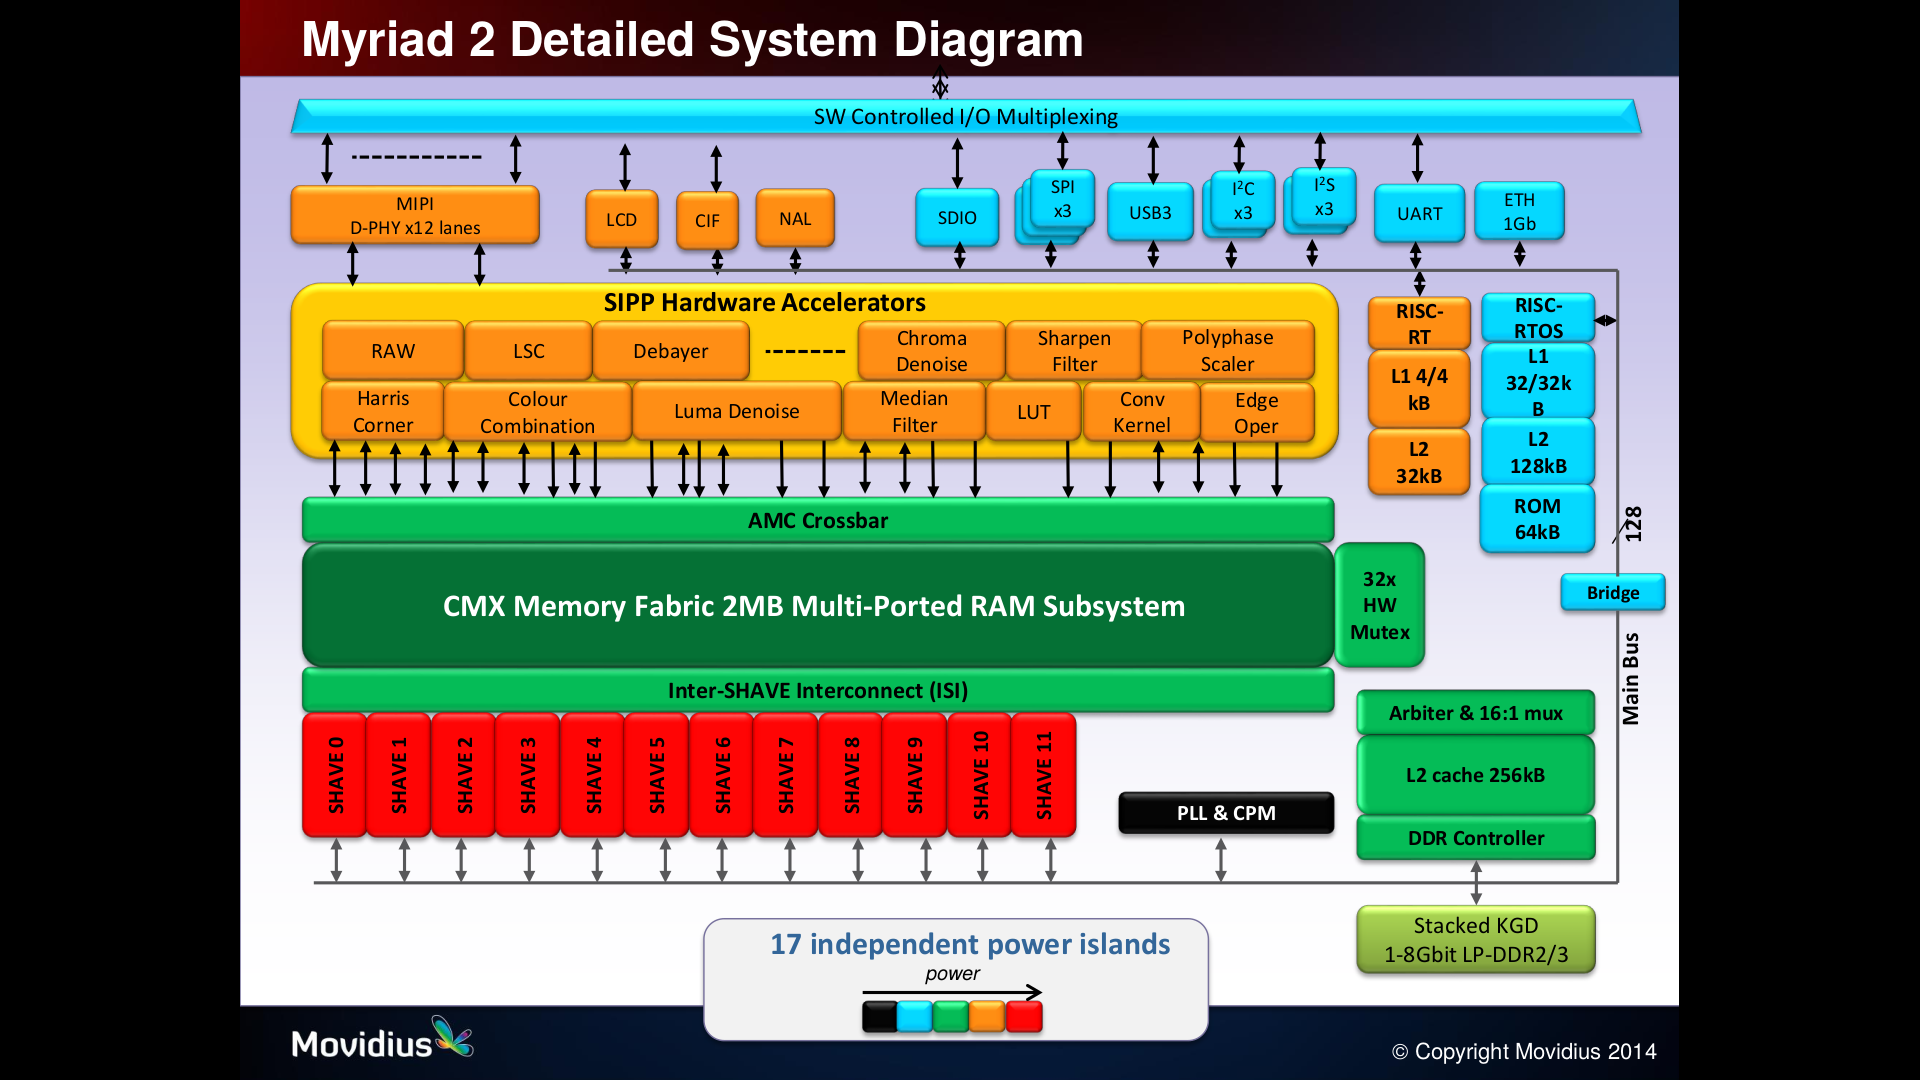 Myriad 2 Detailed System Diagram
SW Controlled I/O Multiplexing
MIPI
D-PHY x12 lanes
LCD
CIF
NAL
SDIO
SPI
x3
USB3
I²C
x3
I²S
x3
UART
ETH
1Gb
SIPP Hardware Accelerators
RAW
LSC
Debayer
Chroma
Denoise
Sharpen
Filter
Polyphase
Scaler
Harris
Corner
Colour
Combination
Luma Denoise
Median
Filter
LUT
Conv
Kernel
Edge
Oper
RISC-
RT
L1 4/4
kB
L2
32kB
RISC-
RTOS
L1
32/32k
B
L2
128kB
ROM
64kB
128
Bridge
Main Bus
AMC Crossbar
CMX Memory Fabric 2MB Multi-Ported RAM Subsystem
32x
HW
Mutex
Inter-SHAVE Interconnect (ISI)
SHAVE 0
SHAVE 1
SHAVE 2
SHAVE 3
SHAVE 4
SHAVE 5
SHAVE 6
SHAVE 7
SHAVE 8
SHAVE 9
SHAVE 10
SHAVE 11
PLL & CPM
Arbiter & 16:1 mux
L2 cache 256kB
DDR Controller
Stacked KGD
1-8Gbit LP-DDR2/3
17 independent power islands
power
Movidius
© Copyright Movidius 2014